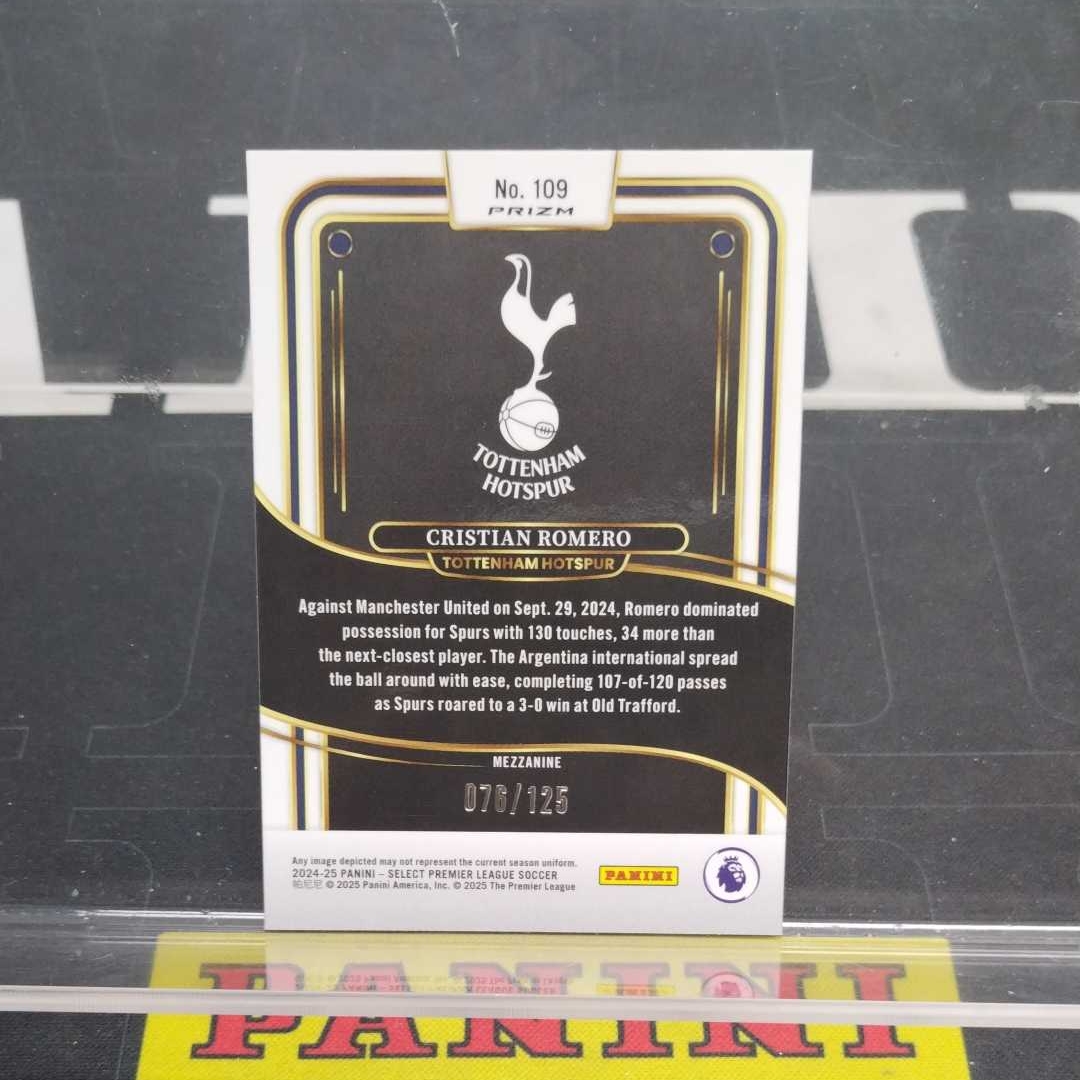 No. 109
PRIZM
TOTTENHAM
HOTSPUR
CRISTIAN ROMERO
TOTTENHAM HOTSPUR
Against Manchester United on Sept. 29, 2024, Romero dominated
possession for Spurs with 130 touches, 34 more than
the next-closest player. The Argentina international spread
the ball around with ease, completing 107-of-120 passes
as Spurs roared to a 3-0 win at Old Trafford.
MEZZANINE
076/125
Any image depicted may not represent the current season uniform.
2024-25 PANINI – SELECT PREMIER LEAGUE SOCCER
帕尼尼 © 2025 Panini America, Inc. © 2025 The Premier League
PANINI
PANINI